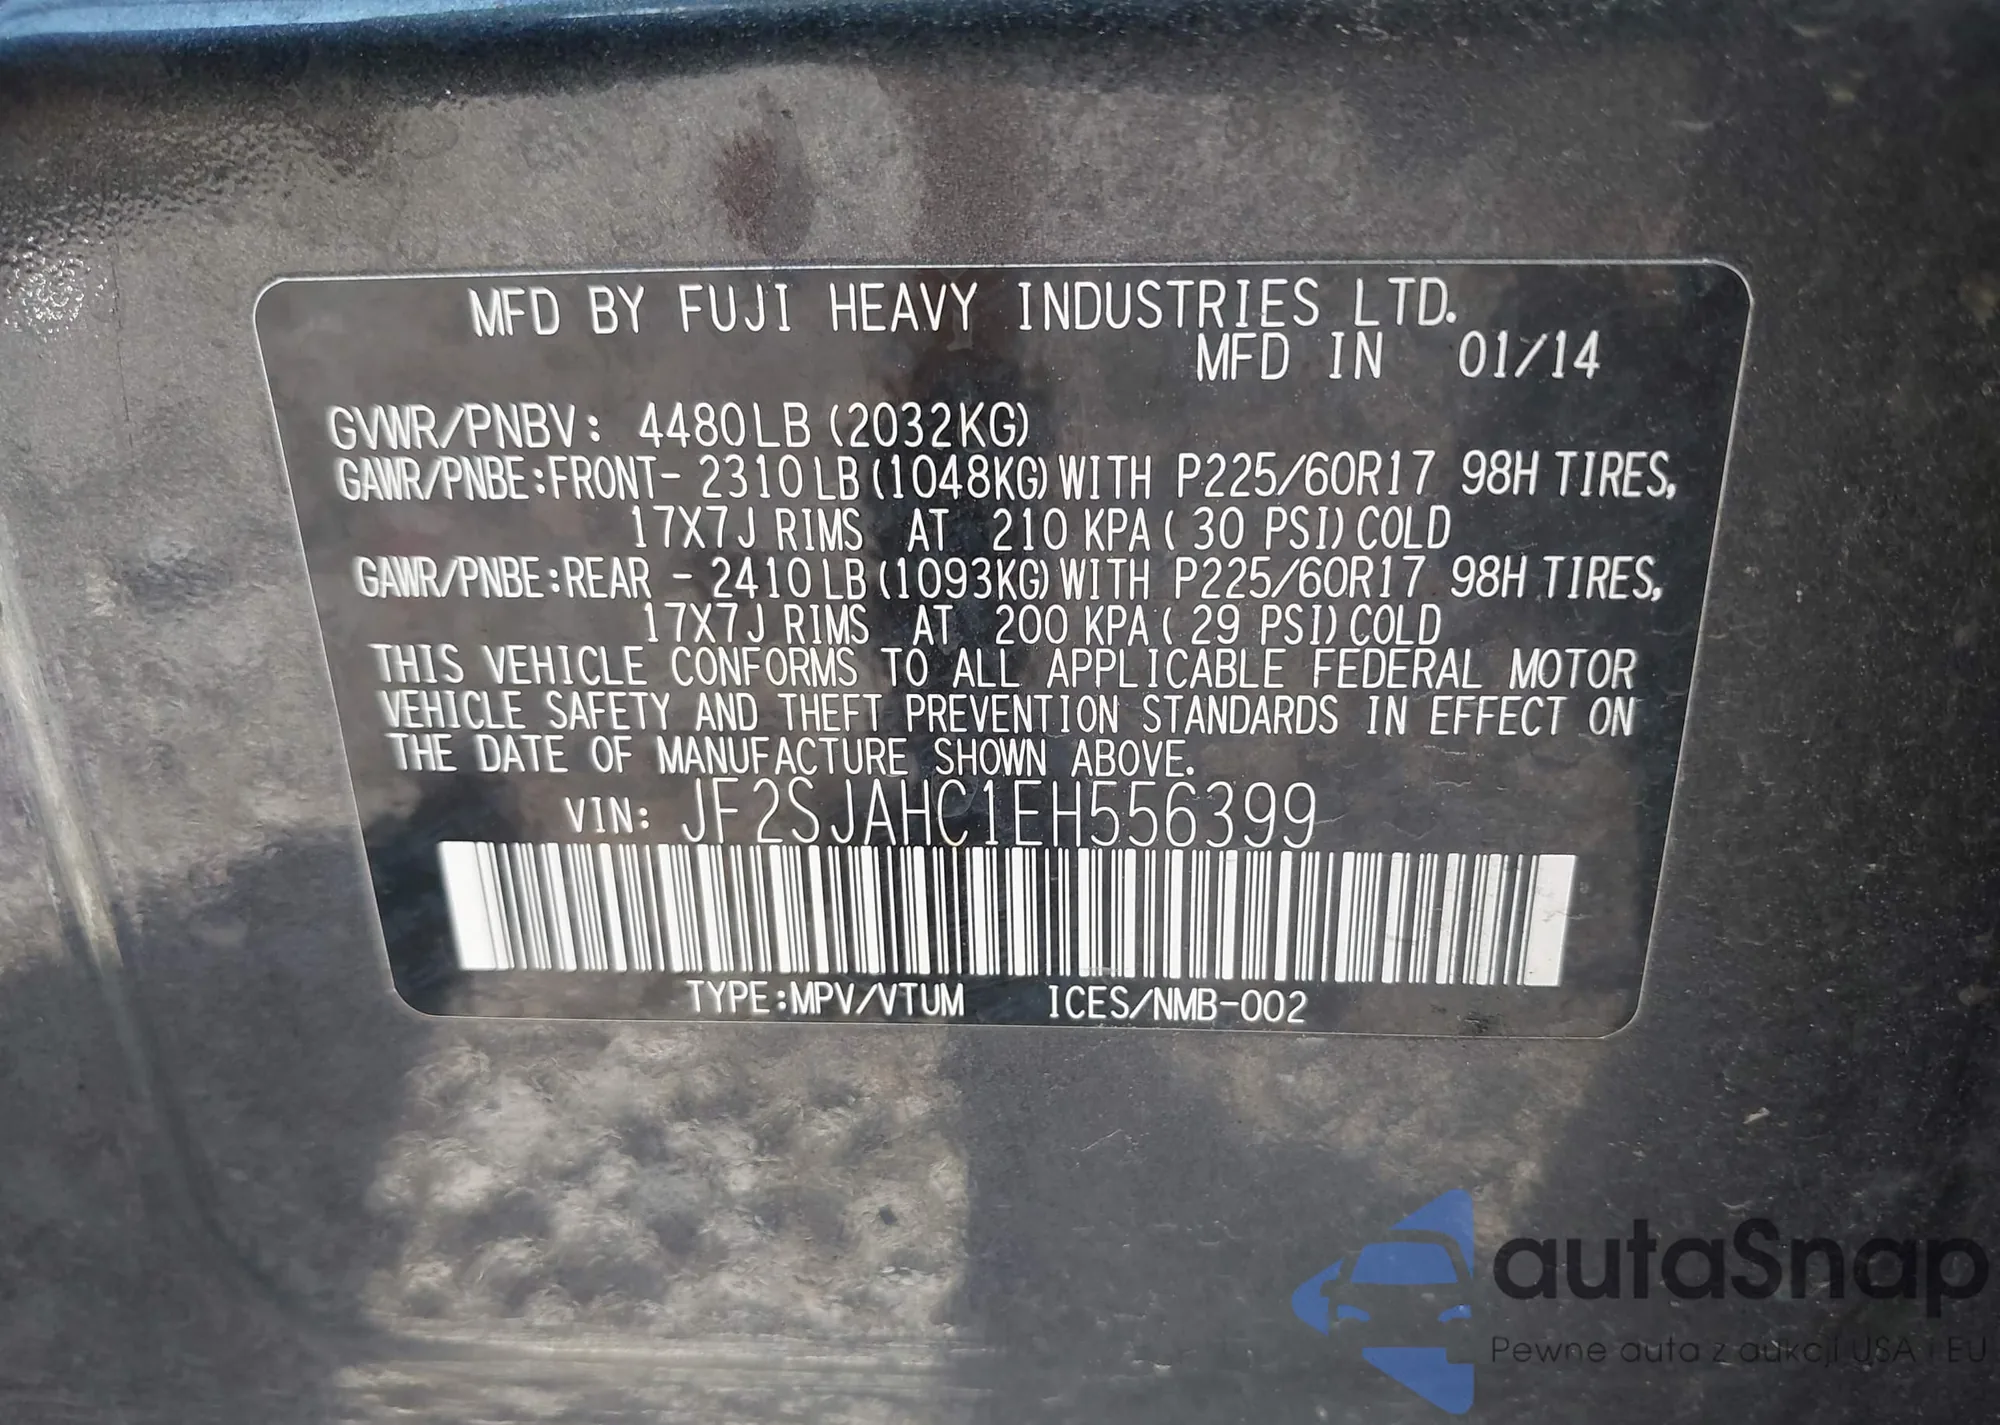 MFD BY FUJI HEAVY INDUSTRIES LTD.
MFD IN 01/14
GVWR/PNBV: 4480LB (2032KG)
GAWR/PNBE:FRONT- 2310LB (1048KG) WITH P225/60R17 98H TIRES,
17X7J RIMS AT 210 KPA ( 30 PSI) COLD
GAWR/PNBE:REAR - 2410LB (1093KG) WITH P225/60R17 98H TIRES,
17X7J RIMS AT 200 KPA ( 29 PSI) COLD
THIS VEHICLE CONFORMS TO ALL APPLICABLE FEDERAL MOTOR
VEHICLE SAFETY AND THEFT PREVENTION STANDARDS IN EFFECT ON
THE DATE OF MANUFACTURE SHOWN ABOVE.
VIN: JF2SJAHC1EH556399
TYPE:MPV/VTUM ICES/NMB-002
autaSnap
Pewne auta z aukcji USA i EU